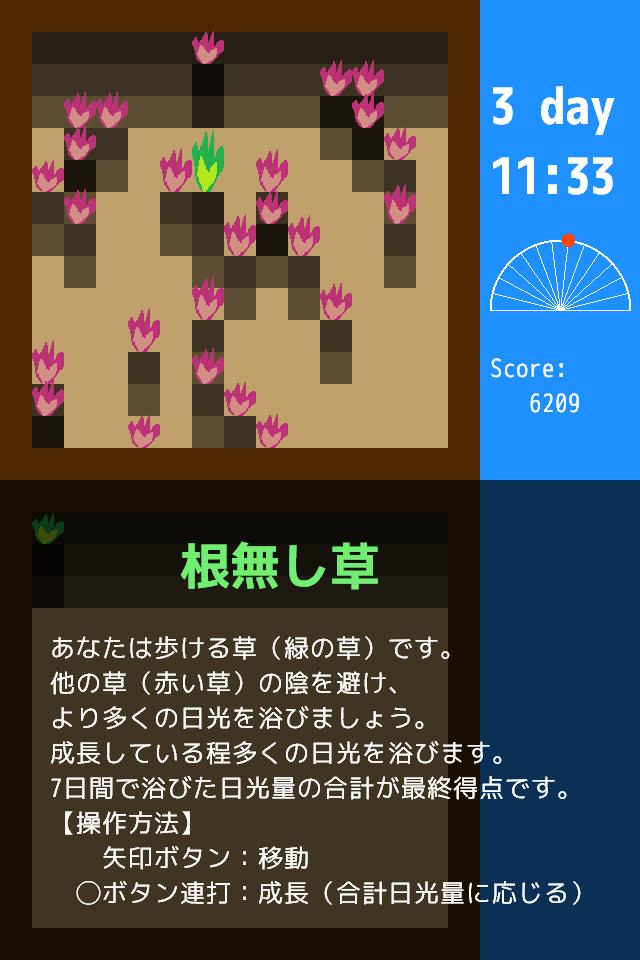 3 day
11:33
Score:
6209
根無し草
あなたは歩ける草（緑の草）です。
他の草（赤い草）の陰を避け、
より多くの日光を浴びましょう。
成長している程多くの日光を浴びます。
7日間で浴びた日光量の合計が最終得点です。
【操作方法】
矢印ボタン：移動
◯ボタン連打：成長（合計日光量に応じる）